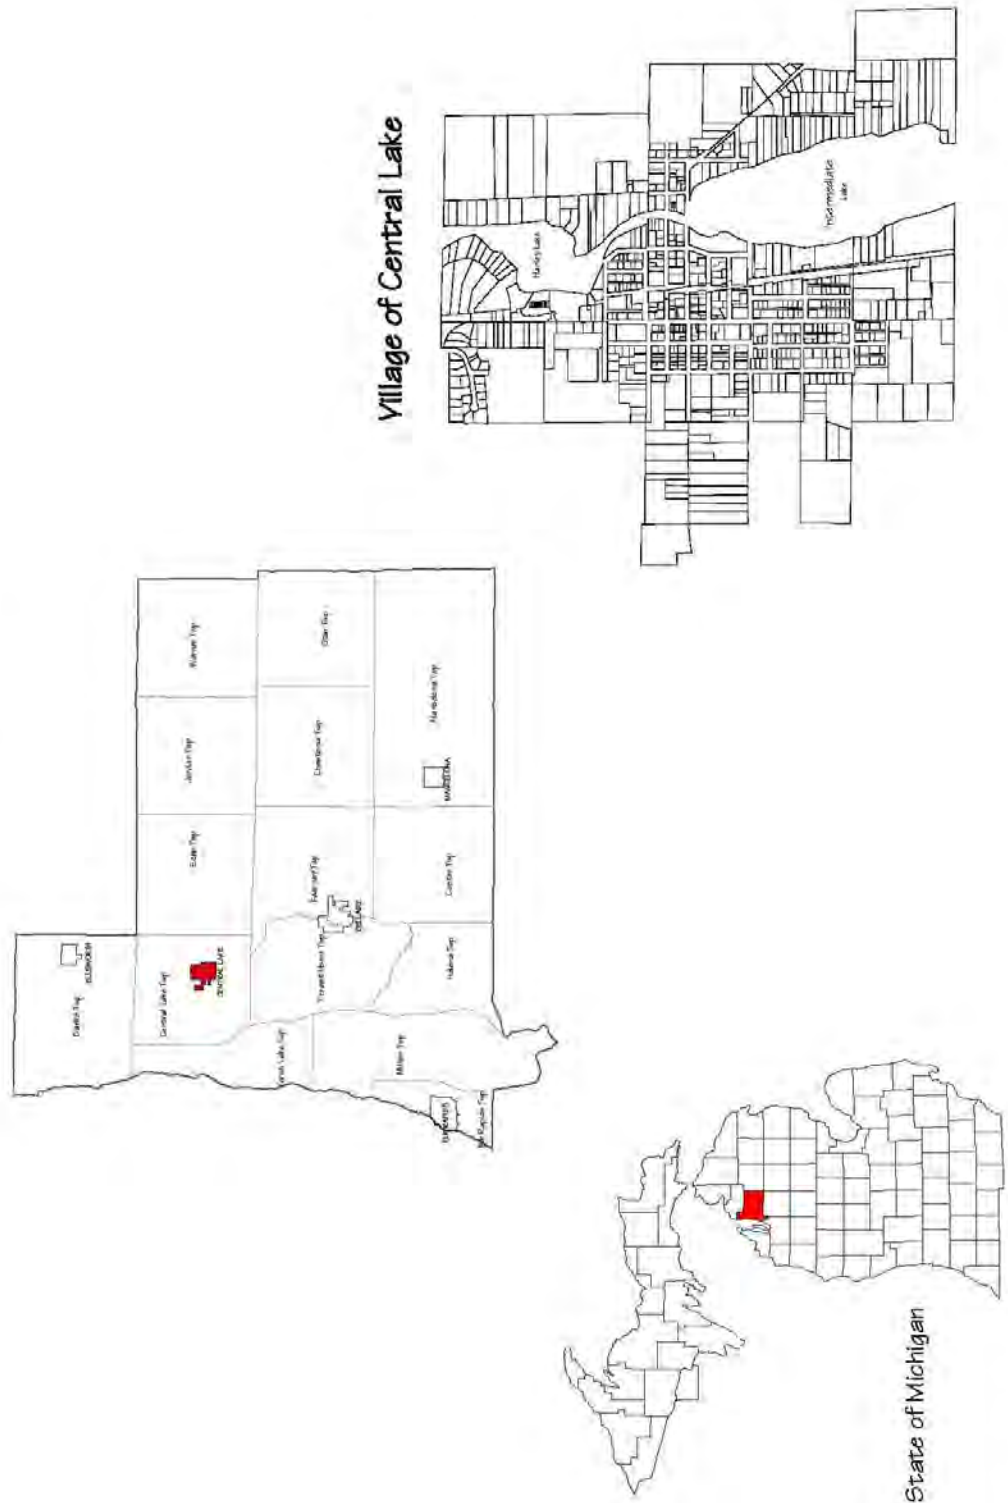 Village of Central Lake
Hanley Lake
Intermediate
Lake
Banks Twp
ELLSWORTH
Central Lake Twp
CENTRAL LAKE
Echo Twp
Jordan Twp
Warner Twp
Torch Lake Twp
Forest Home Twp
Kearney Twp
BELLAIRE
Chestonia Twp
Star Twp
Milton Twp
Helena Twp
Custer Twp
Mancelona Twp
MANCELONA
ELK RAPIDS
Elk Rapids Twp
State of Michigan